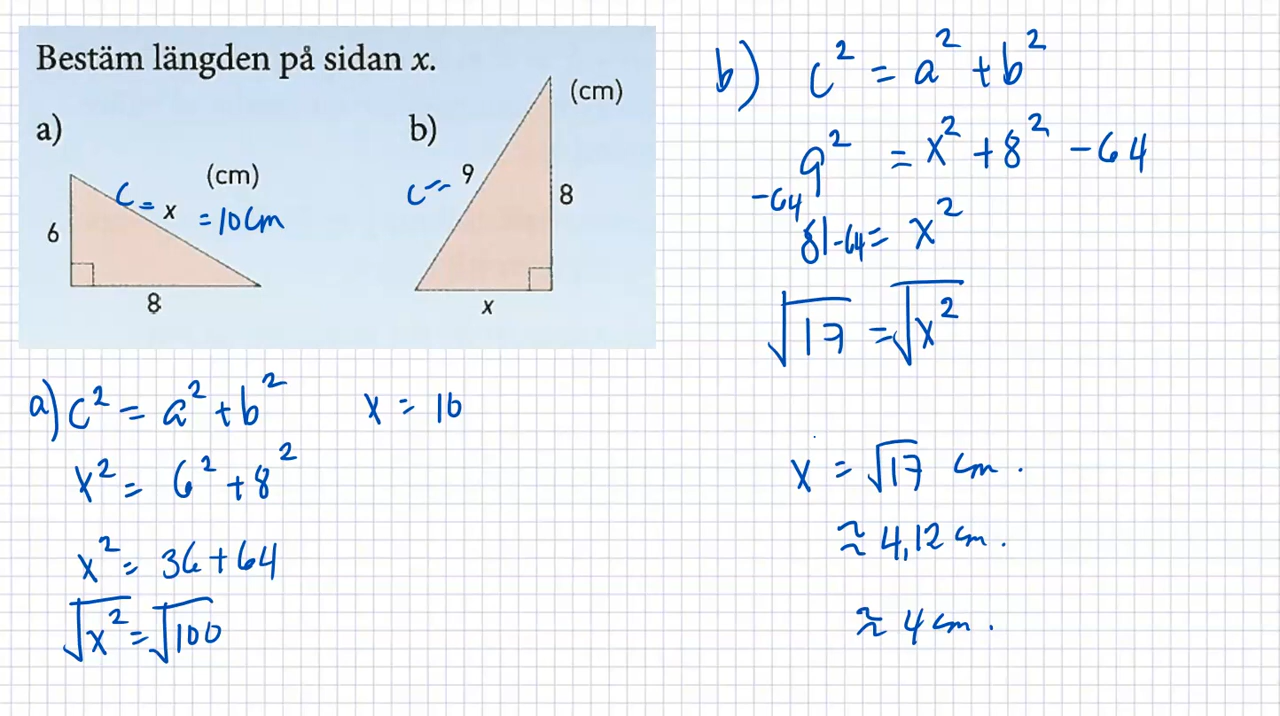 Bestäm längden på sidan x.
a)
(cm)
c = x = 10 cm
6
8
b)
(cm)
c = 9
8
x
a) c² = a² + b²
x² = 6² + 8²
x² = 36 + 64
√x² = √100
x = 10
b) c² = a² + b²
9² = x² + 8² - 64
-64
81 - 64 = x²
√17 = √x²
x = √17 cm.
≈ 4,12 cm.
≈ 4 cm.